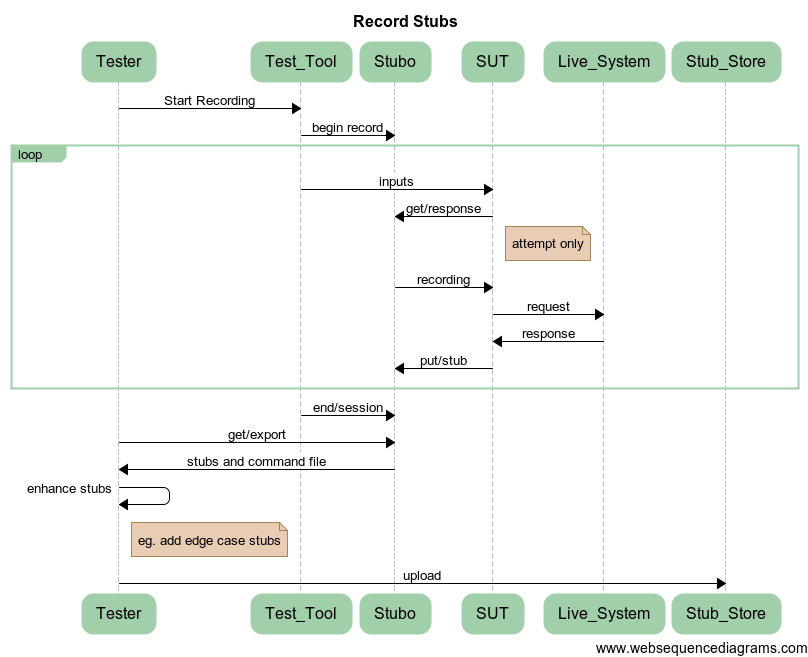 Record Stubs
Tester Test_Tool Stubo SUT Live_System Stub_Store
Start Recording
begin record
loop
inputs
get/response
attempt only
recording
request
response
put/stub
end/session
get/export
stubs and command file
enhance stubs
eg. add edge case stubs
upload
Tester Test_Tool Stubo SUT Live_System Stub_Store
www.websequencediagrams.com